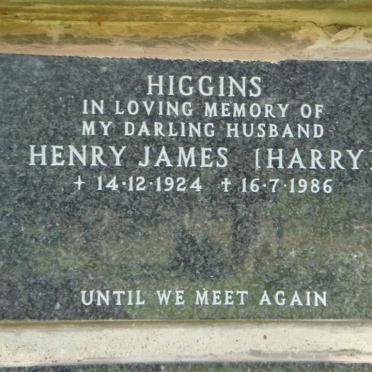 HIGGINS
IN LOVING MEMORY OF
MY DARLING HUSBAND
HENRY JAMES [HARRY]
+ 14·12·1924 ✝ 16·7·1986
UNTIL WE MEET AGAIN